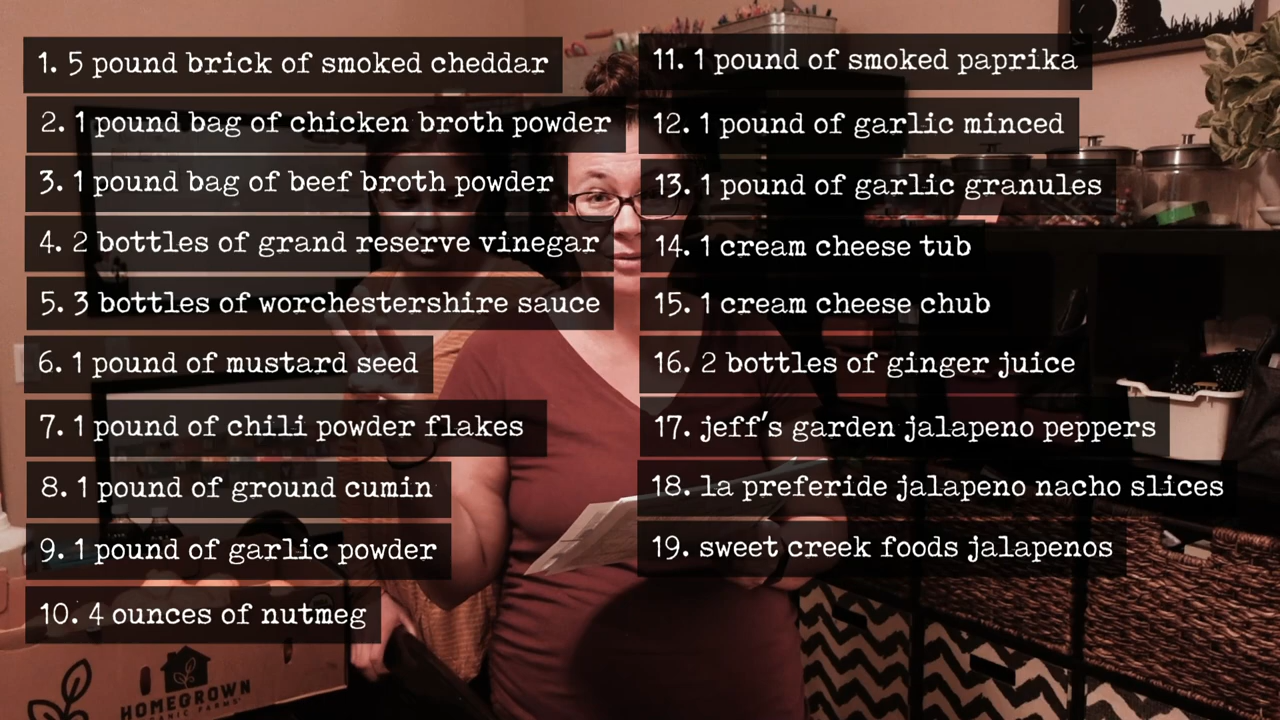 1. 5 pound brick of smoked cheddar
2. 1 pound bag of chicken broth powder
3. 1 pound bag of beef broth powder
4. 2 bottles of grand reserve vinegar
5. 3 bottles of worchestershire sauce
6. 1 pound of mustard seed
7. 1 pound of chili powder flakes
8. 1 pound of ground cumin
9. 1 pound of garlic powder
10. 4 ounces of nutmeg
11. 1 pound of smoked paprika
12. 1 pound of garlic minced
13. 1 pound of garlic granules
14. 1 cream cheese tub
15. 1 cream cheese chub
16. 2 bottles of ginger juice
17. jeff's garden jalapeno peppers
18. la preferide jalapeno nacho slices
19. sweet creek foods jalapenos
HOMEGROWN
ORGANIC FARMS